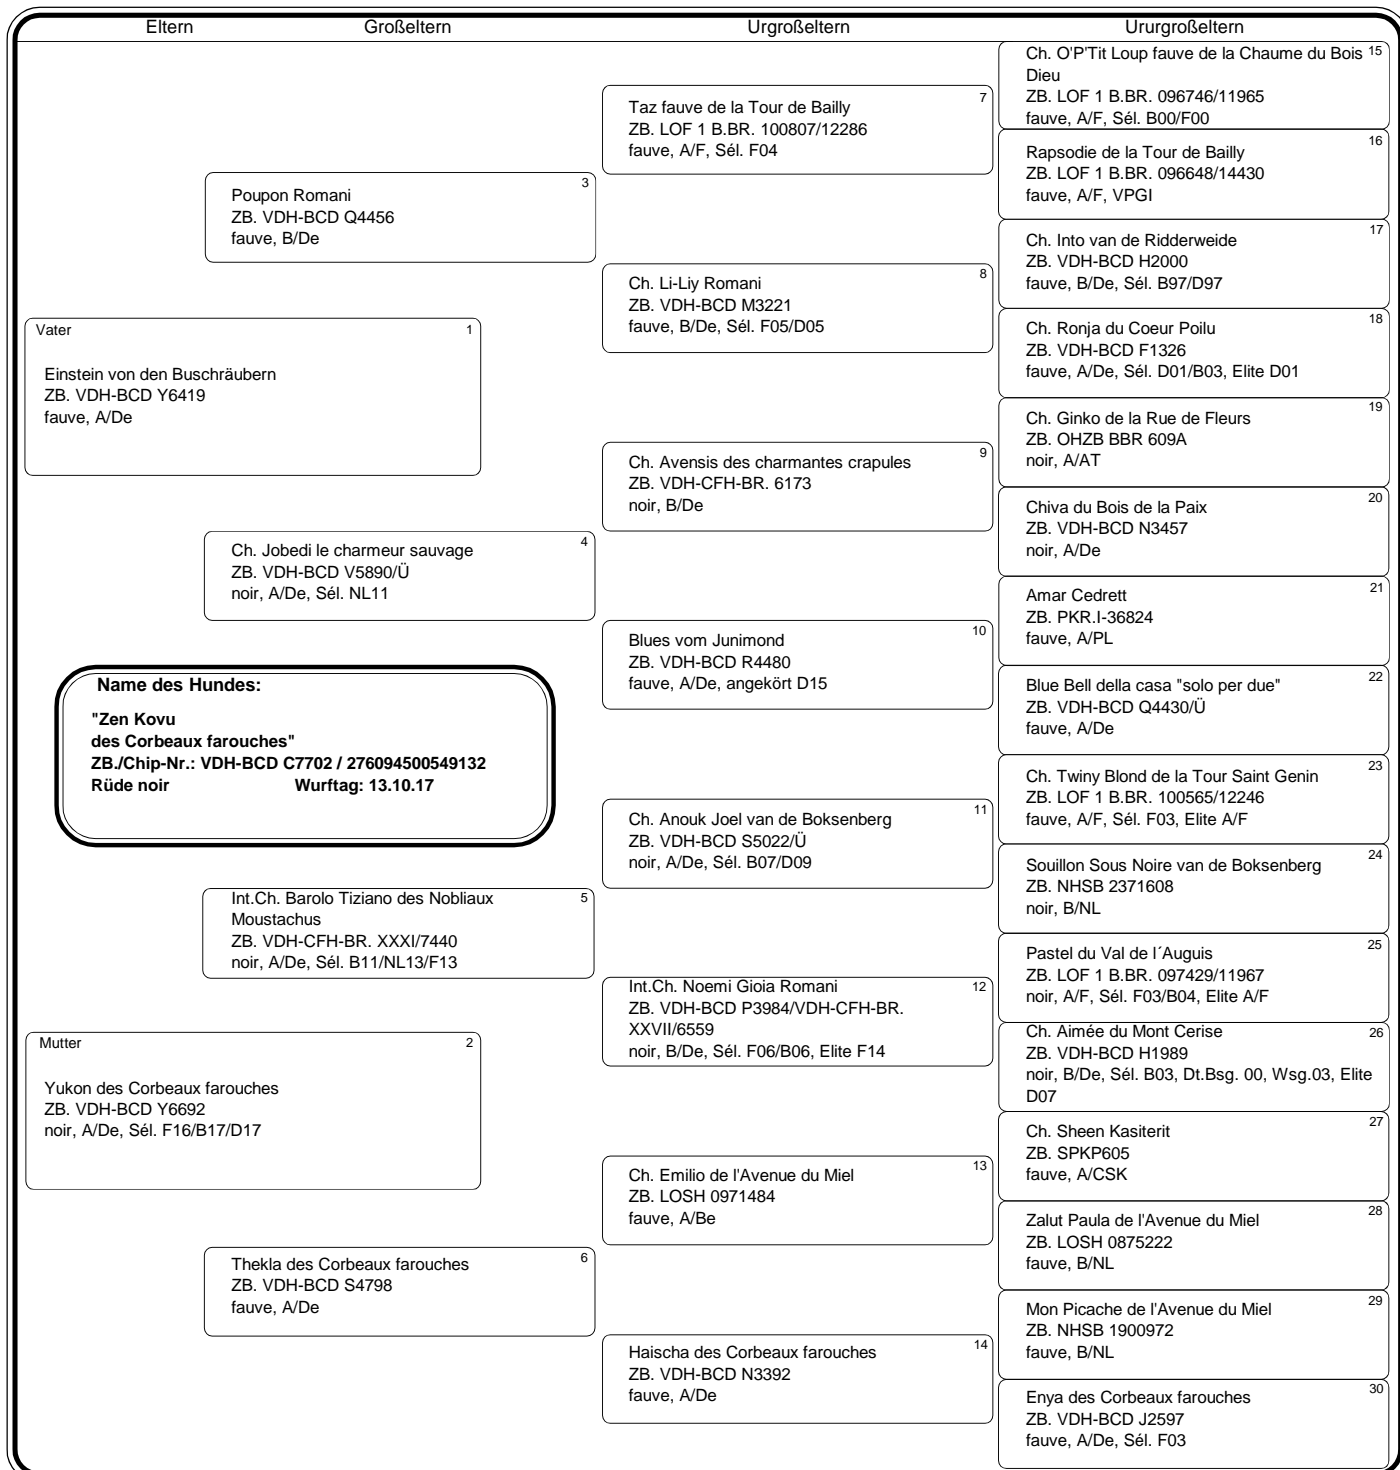 Eltern Großeltern Urgroßeltern Ururgroßeltern
Vater 1
Einstein von den Buschräubern
ZB. VDH-BCD Y6419
fauve, A/De
Name des Hundes:
"Zen Kovu
des Corbeaux farouches"
ZB./Chip-Nr.: VDH-BCD C7702 / 276094500549132
Rüde noir Wurftag: 13.10.17
Mutter 2
Yukon des Corbeaux farouches
ZB. VDH-BCD Y6692
noir, A/De, Sél. F16/B17/D17
Poupon Romani 3
ZB. VDH-BCD Q4456
fauve, B/De
Ch. Jobedi le charmeur sauvage 4
ZB. VDH-BCD V5890/Ü
noir, A/De, Sél. NL11
Int.Ch. Barolo Tiziano des Nobliaux 5
Moustachus
ZB. VDH-CFH-BR. XXXI/7440
noir, A/De, Sél. B11/NL13/F13
Thekla des Corbeaux farouches 6
ZB. VDH-BCD S4798
fauve, A/De
Taz fauve de la Tour de Bailly 7
ZB. LOF 1 B.BR. 100807/12286
fauve, A/F, Sél. F04
Ch. Li-Liy Romani 8
ZB. VDH-BCD M3221
fauve, B/De, Sél. F05/D05
Ch. Avensis des charmantes crapules 9
ZB. VDH-CFH-BR. 6173
noir, B/De
Blues vom Junimond 10
ZB. VDH-BCD R4480
fauve, A/De, angekört D15
Ch. Anouk Joel van de Boksenberg 11
ZB. VDH-BCD S5022/Ü
noir, A/De, Sél. B07/D09
Int.Ch. Noemi Gioia Romani 12
ZB. VDH-BCD P3984/VDH-CFH-BR.
XXVII/6559
noir, B/De, Sél. F06/B06, Elite F14
Ch. Emilio de l'Avenue du Miel 13
ZB. LOSH 0971484
fauve, A/Be
Haischa des Corbeaux farouches 14
ZB. VDH-BCD N3392
fauve, A/De
Ch. O'P'Tit Loup fauve de la Chaume du Bois 15
Dieu
ZB. LOF 1 B.BR. 096746/11965
fauve, A/F, Sél. B00/F00
Rapsodie de la Tour de Bailly 16
ZB. LOF 1 B.BR. 096648/14430
fauve, A/F, VPGI
Ch. Into van de Ridderweide 17
ZB. VDH-BCD H2000
fauve, B/De, Sél. B97/D97
Ch. Ronja du Coeur Poilu 18
ZB. VDH-BCD F1326
fauve, A/De, Sél. D01/B03, Elite D01
Ch. Ginko de la Rue de Fleurs 19
ZB. OHZB BBR 609A
noir, A/AT
Chiva du Bois de la Paix 20
ZB. VDH-BCD N3457
noir, A/De
Amar Cedrett 21
ZB. PKR.I-36824
fauve, A/PL
Blue Bell della casa "solo per due" 22
ZB. VDH-BCD Q4430/Ü
fauve, A/De
Ch. Twiny Blond de la Tour Saint Genin 23
ZB. LOF 1 B.BR. 100565/12246
fauve, A/F, Sél. F03, Elite A/F
Souillon Sous Noire van de Boksenberg 24
ZB. NHSB 2371608
noir, B/NL
Pastel du Val de l´Auguis 25
ZB. LOF 1 B.BR. 097429/11967
noir, A/F, Sél. F03/B04, Elite A/F
Ch. Aimée du Mont Cerise 26
ZB. VDH-BCD H1989
noir, B/De, Sél. B03, Dt.Bsg. 00, Wsg.03, Elite
D07
Ch. Sheen Kasiterit 27
ZB. SPKP605
fauve, A/CSK
Zalut Paula de l'Avenue du Miel 28
ZB. LOSH 0875222
fauve, B/NL
Mon Picache de l'Avenue du Miel 29
ZB. NHSB 1900972
fauve, B/NL
Enya des Corbeaux farouches 30
ZB. VDH-BCD J2597
fauve, A/De, Sél. F03